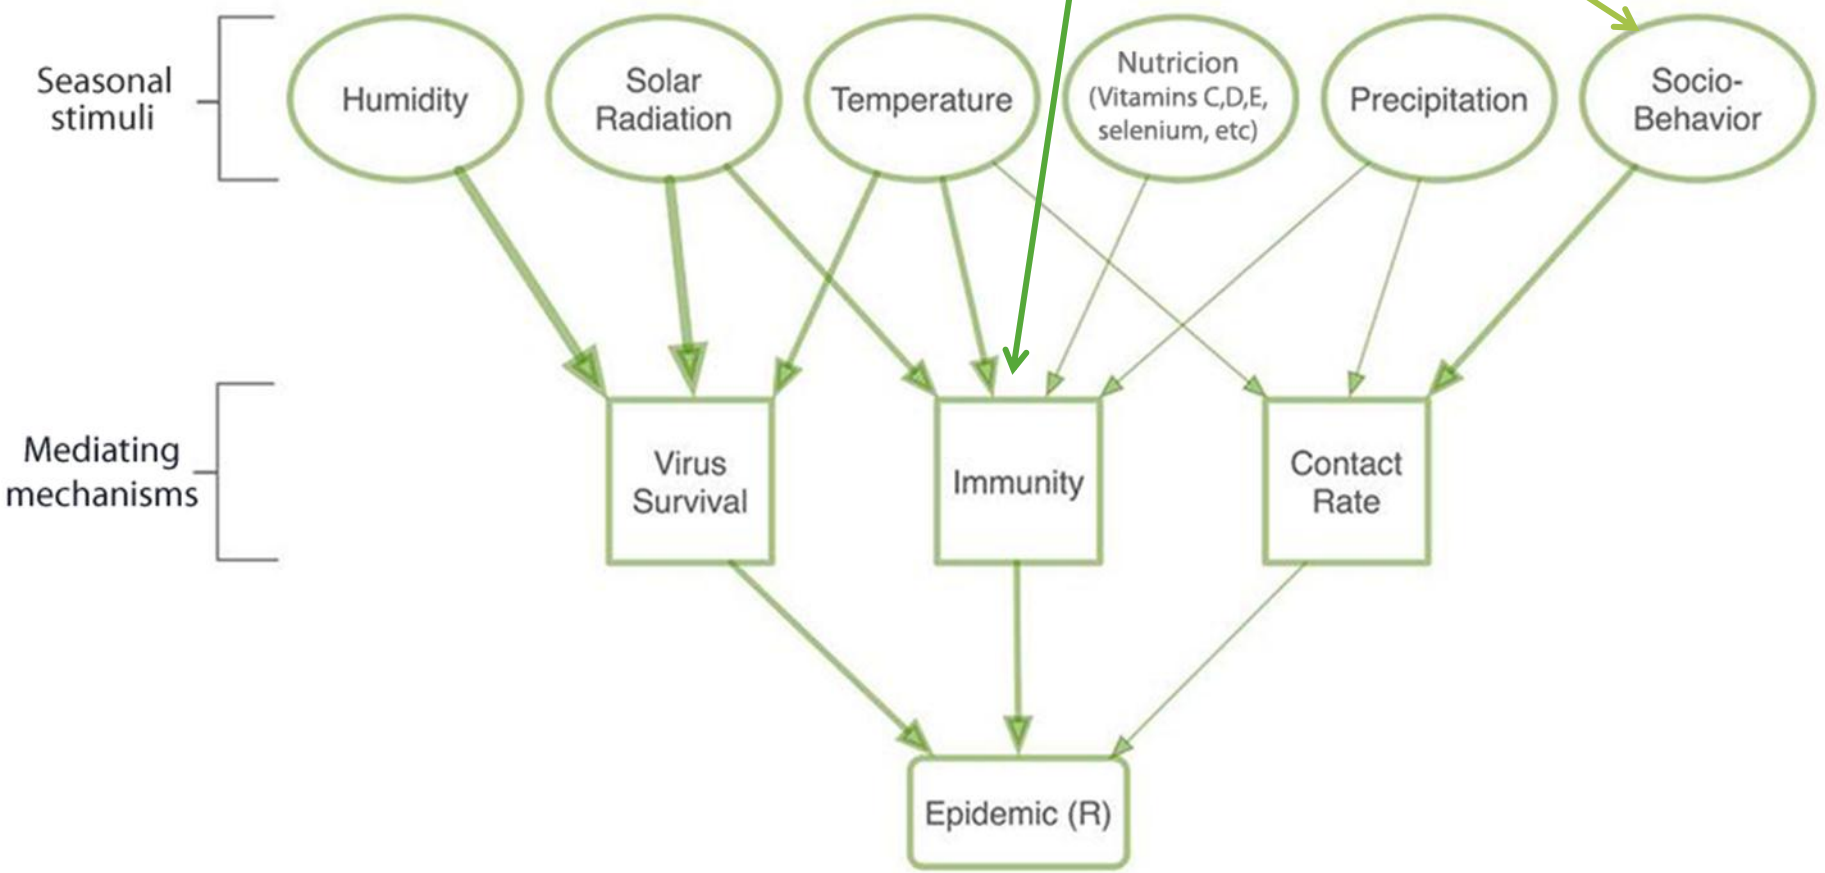 Seasonal
stimuli
Humidity
Solar
Radiation
Temperature
Nutricion
(Vitamins C,D,E,
selenium, etc)
Precipitation
Socio-
Behavior
Mediating
mechanisms
Virus
Survival
Immunity
Contact
Rate
Epidemic (R)